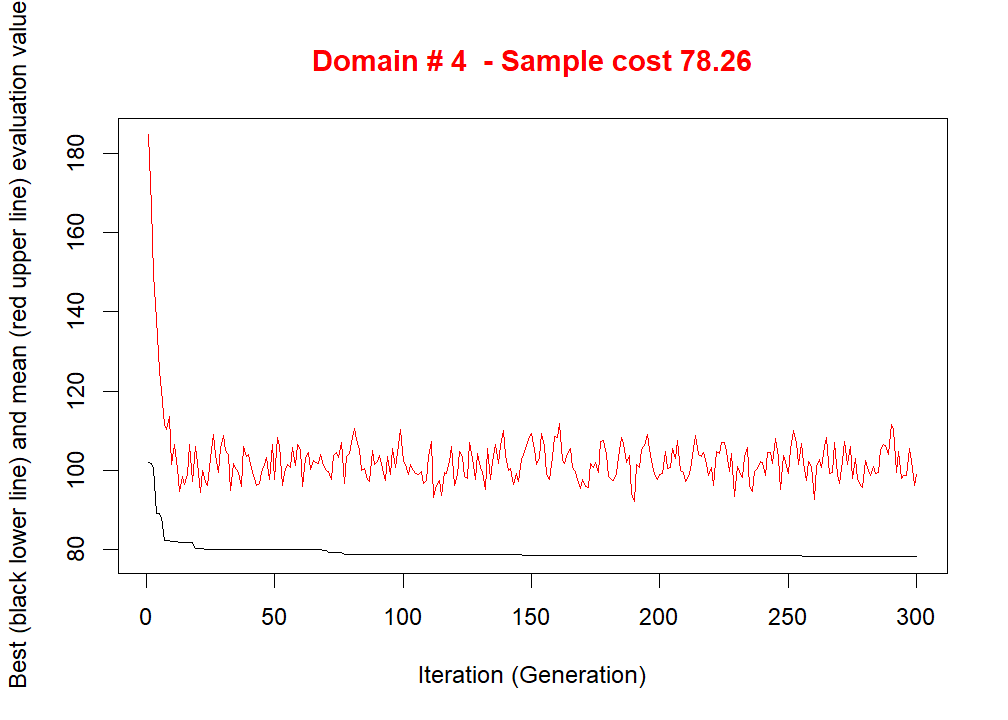 Domain # 4  - Sample cost 78.26
Best (black lower line) and mean (red upper line) evaluation value
180
160
140
120
100
80
0 50 100 150 200 250 300
Iteration (Generation)